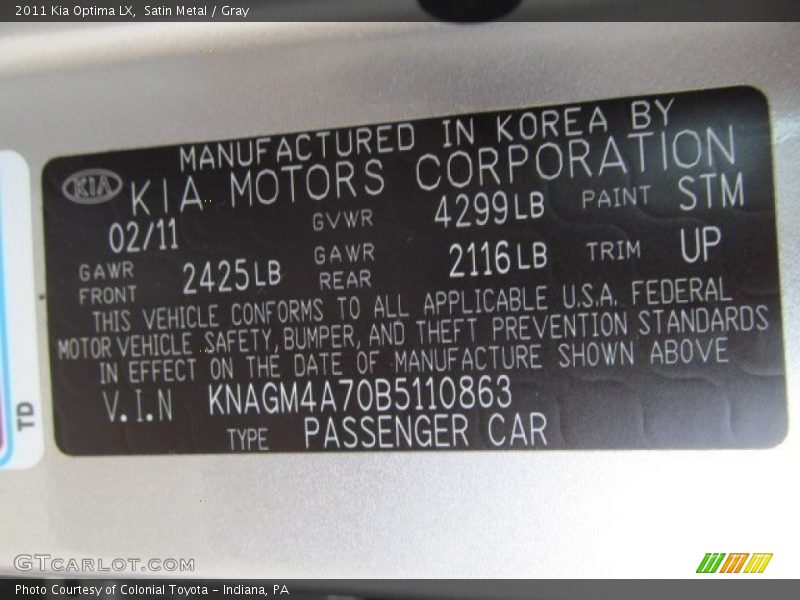 2011 Kia Optima LX, Satin Metal / Gray
MANUFACTURED IN KOREA BY
KIA KIA MOTORS CORPORATION
02/11 GVWR 4299LB PAINT STM
GAWR FRONT 2425LB GAWR REAR 2116LB TRIM UP
THIS VEHICLE CONFORMS TO ALL APPLICABLE U.S.A. FEDERAL
MOTOR VEHICLE SAFETY, BUMPER, AND THEFT PREVENTION STANDARDS
IN EFFECT ON THE DATE OF MANUFACTURE SHOWN ABOVE
V.I.N KNAGM4A70B5110863
TYPE PASSENGER CAR
TD
GTCARLOT.COM
Photo Courtesy of Colonial Toyota - Indiana, PA